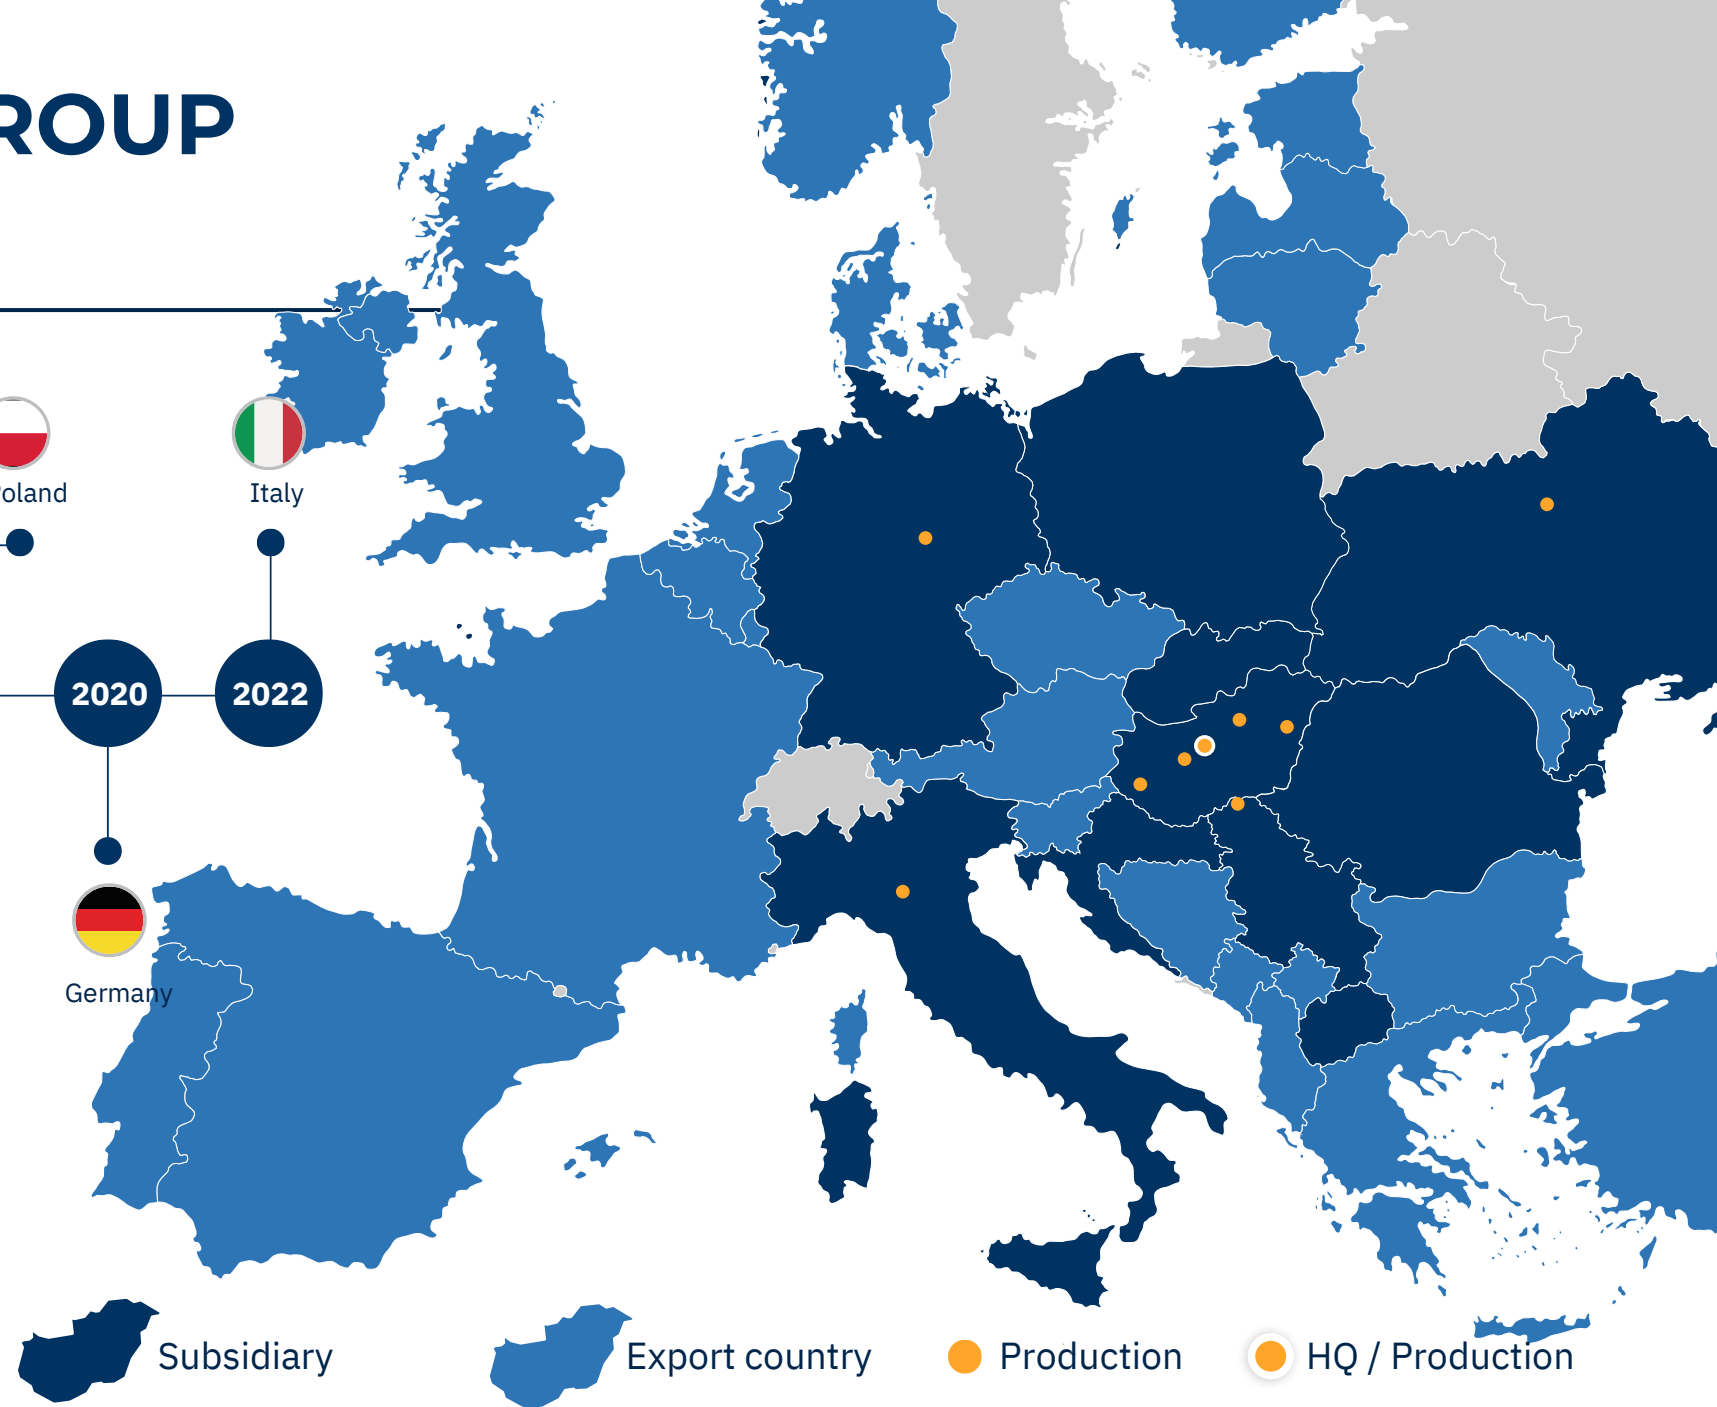 ROUP
oland
Italy
2020
2022
Germany
Subsidiary
Export country
Production
HQ / Production